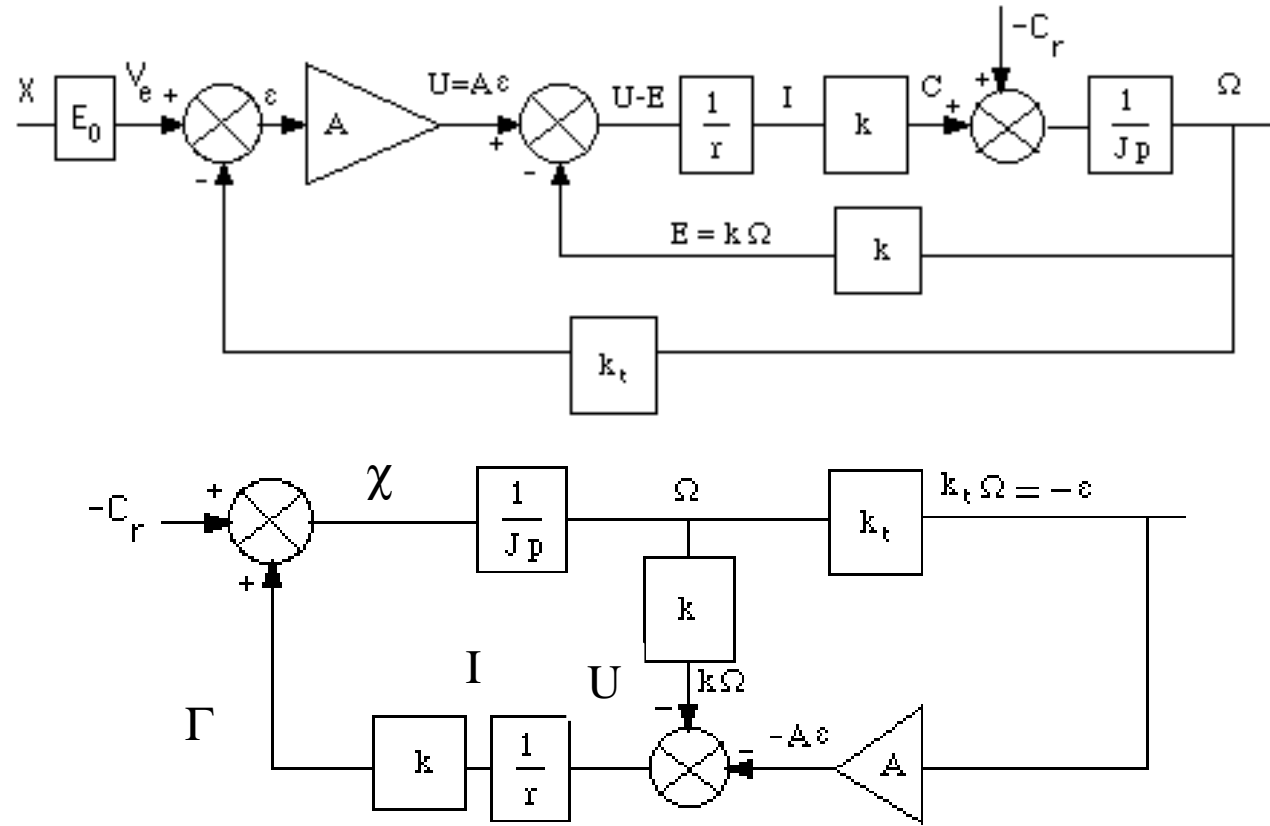 -C_r
X E_0 V_e + ε A U=Aε + U-E 1/r I k C + + 1/Jp Ω
- -
E = kΩ k
k_t
-C_r + χ 1/Jp Ω k_t k_tΩ = -ε
+ k
I U kΩ
Γ k 1/r - - -Aε A